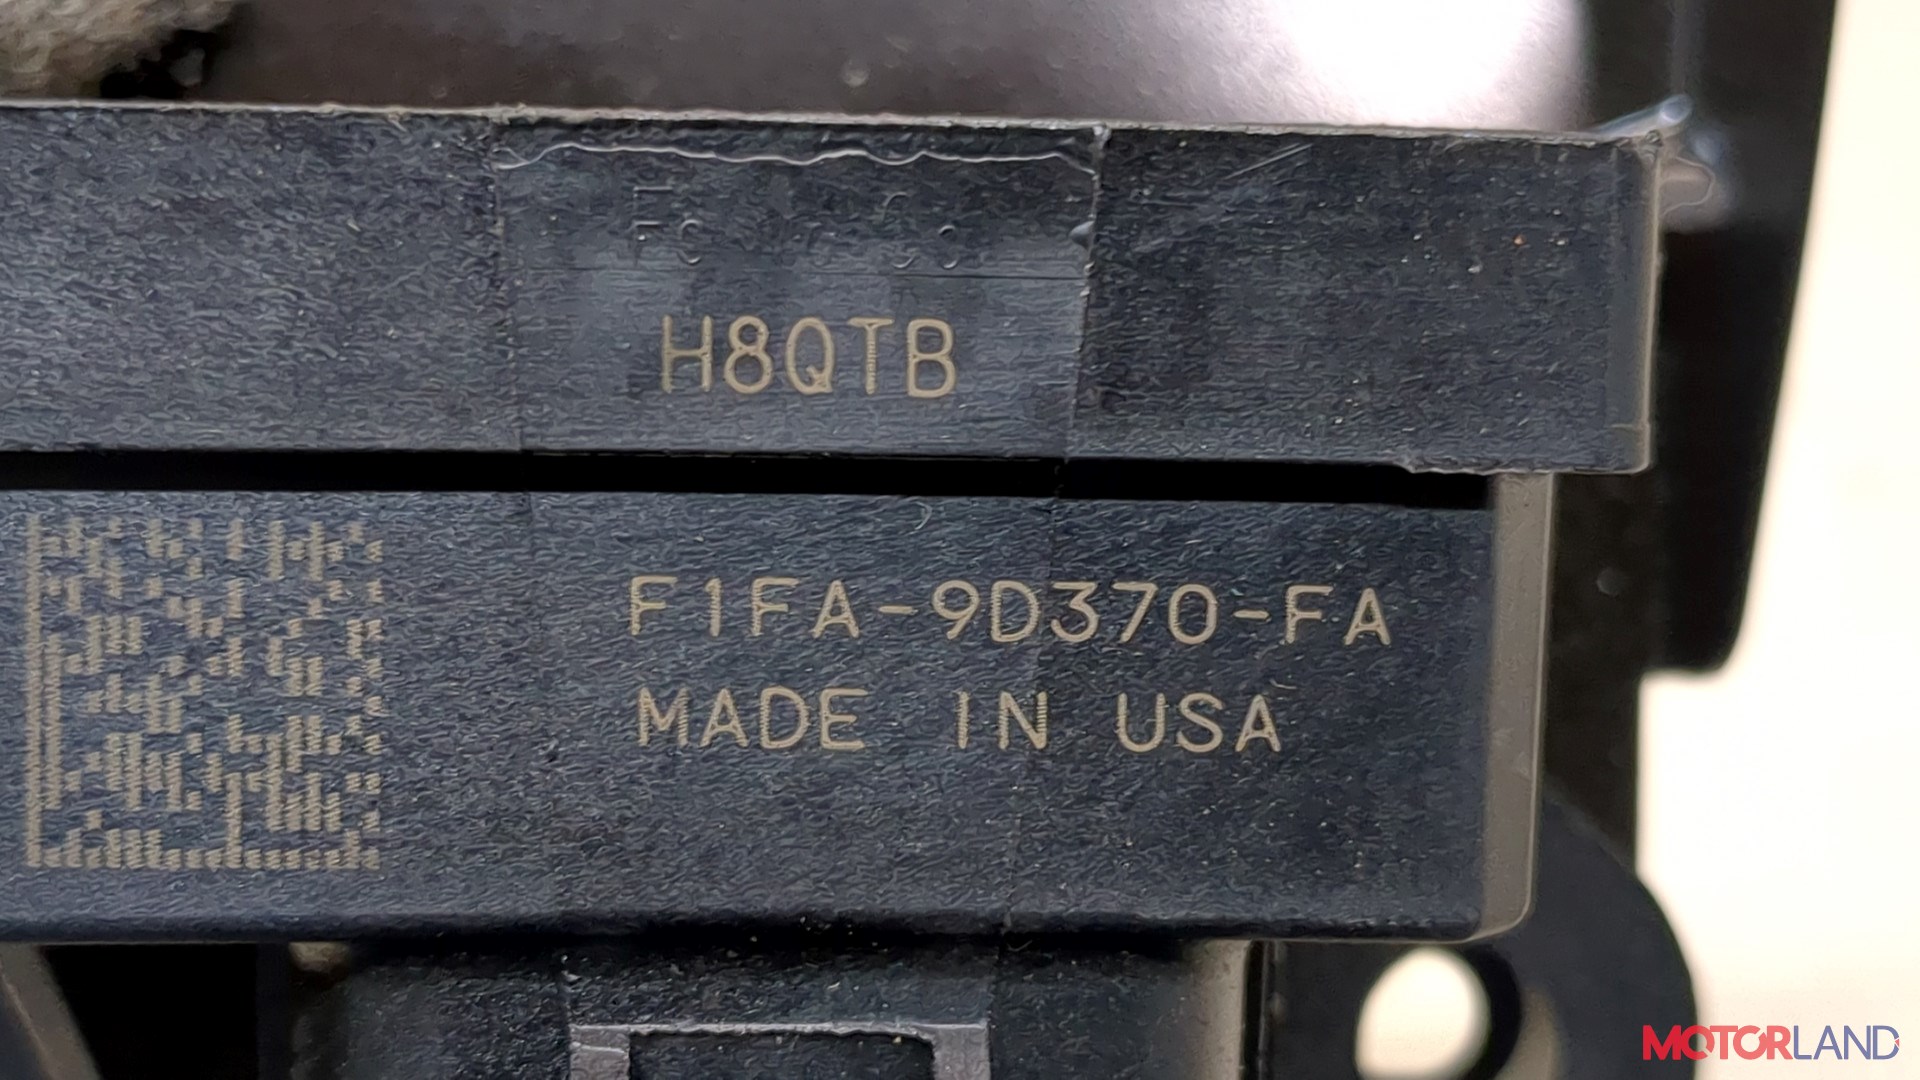 H8QTB
F1FA-9D370-FA
MADE IN USA
MOTORLAND